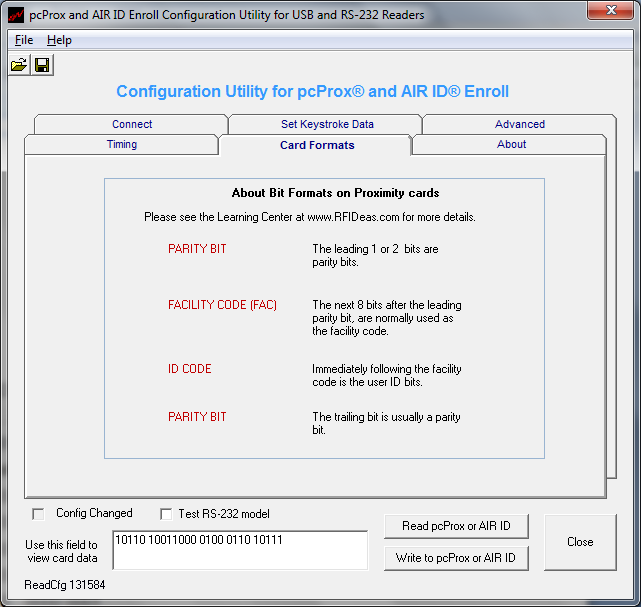 pcProx and AIR ID Enroll Configuration Utility for USB and RS-232 Readers
File Help
Configuration Utility for pcProx® and AIR ID® Enroll
Connect Set Keystroke Data Advanced
Timing Card Formats About
About Bit Formats on Proximity cards
Please see the Learning Center at www.RFIDeas.com for more details.
PARITY BIT The leading 1 or 2 bits are
parity bits.
FACILITY CODE (FAC) The next 8 bits after the leading
parity bit, are normally used as
the facility code.
ID CODE Immediately following the facility
code is the user ID bits.
PARITY BIT The trailing bit is usually a parity
bit.
Config Changed Test RS-232 model
Read pcProx or AIR ID
Close
Use this field to
view card data
10110 10011000 0100 0110 10111
Write to pcProx or AIR ID
ReadCfg 131584